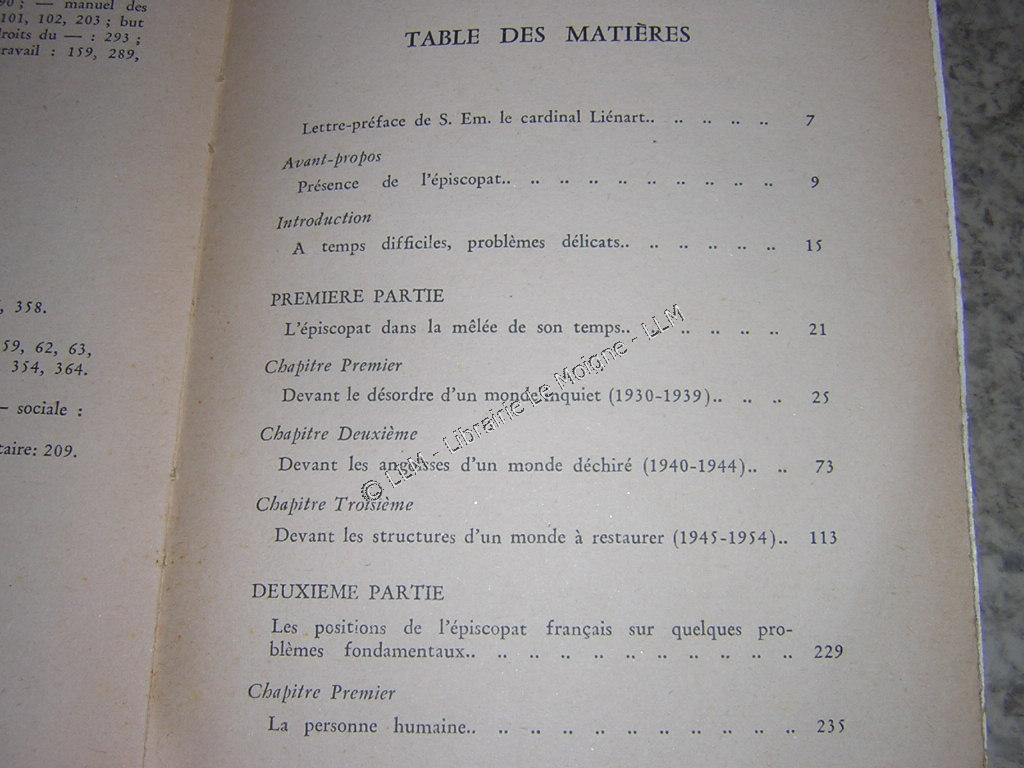 — manuel des
101, 102, 203 ; but
droits du — : 293 ;
travail : 159, 289,
, 358.
59, 62, 63,
354, 364.
— sociale :
taire: 209.
TABLE DES MATIÈRES
Lettre-préface de S. Em. le cardinal Liénart.. .. .. .. .. 7
Avant-propos
Présence de l'épiscopat.. .. .. .. .. .. .. .. .. .. 9
Introduction
A temps difficiles, problèmes délicats.. .. .. .. .. .. 15
PREMIERE PARTIE
L'épiscopat dans la mêlée de son temps.. .. .. .. .. 21
Chapitre Premier
Devant le désordre d'un monde inquiet (1930-1939).. .. .. 25
Chapitre Deuxième
Devant les angoisses d'un monde déchiré (1940-1944).. .. 73
Chapitre Troisième
Devant les structures d'un monde à restaurer (1945-1954).. 113
DEUXIEME PARTIE
Les positions de l'épiscopat français sur quelques pro-
blèmes fondamentaux.. .. .. .. .. .. .. .. .. .. .. 229
Chapitre Premier
La personne humaine.. .. .. .. .. .. .. .. .. .. .. 235
© LLM - Librairie Le Moigne - LLM